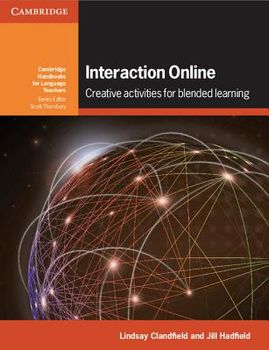 CAMBRIDGE
Cambridge
Handbooks
for Language
Teachers
Series Editor
Scott Thornbury
Interaction Online
Creative activities for blended learning
Lindsay Clandfield and Jill Hadfield